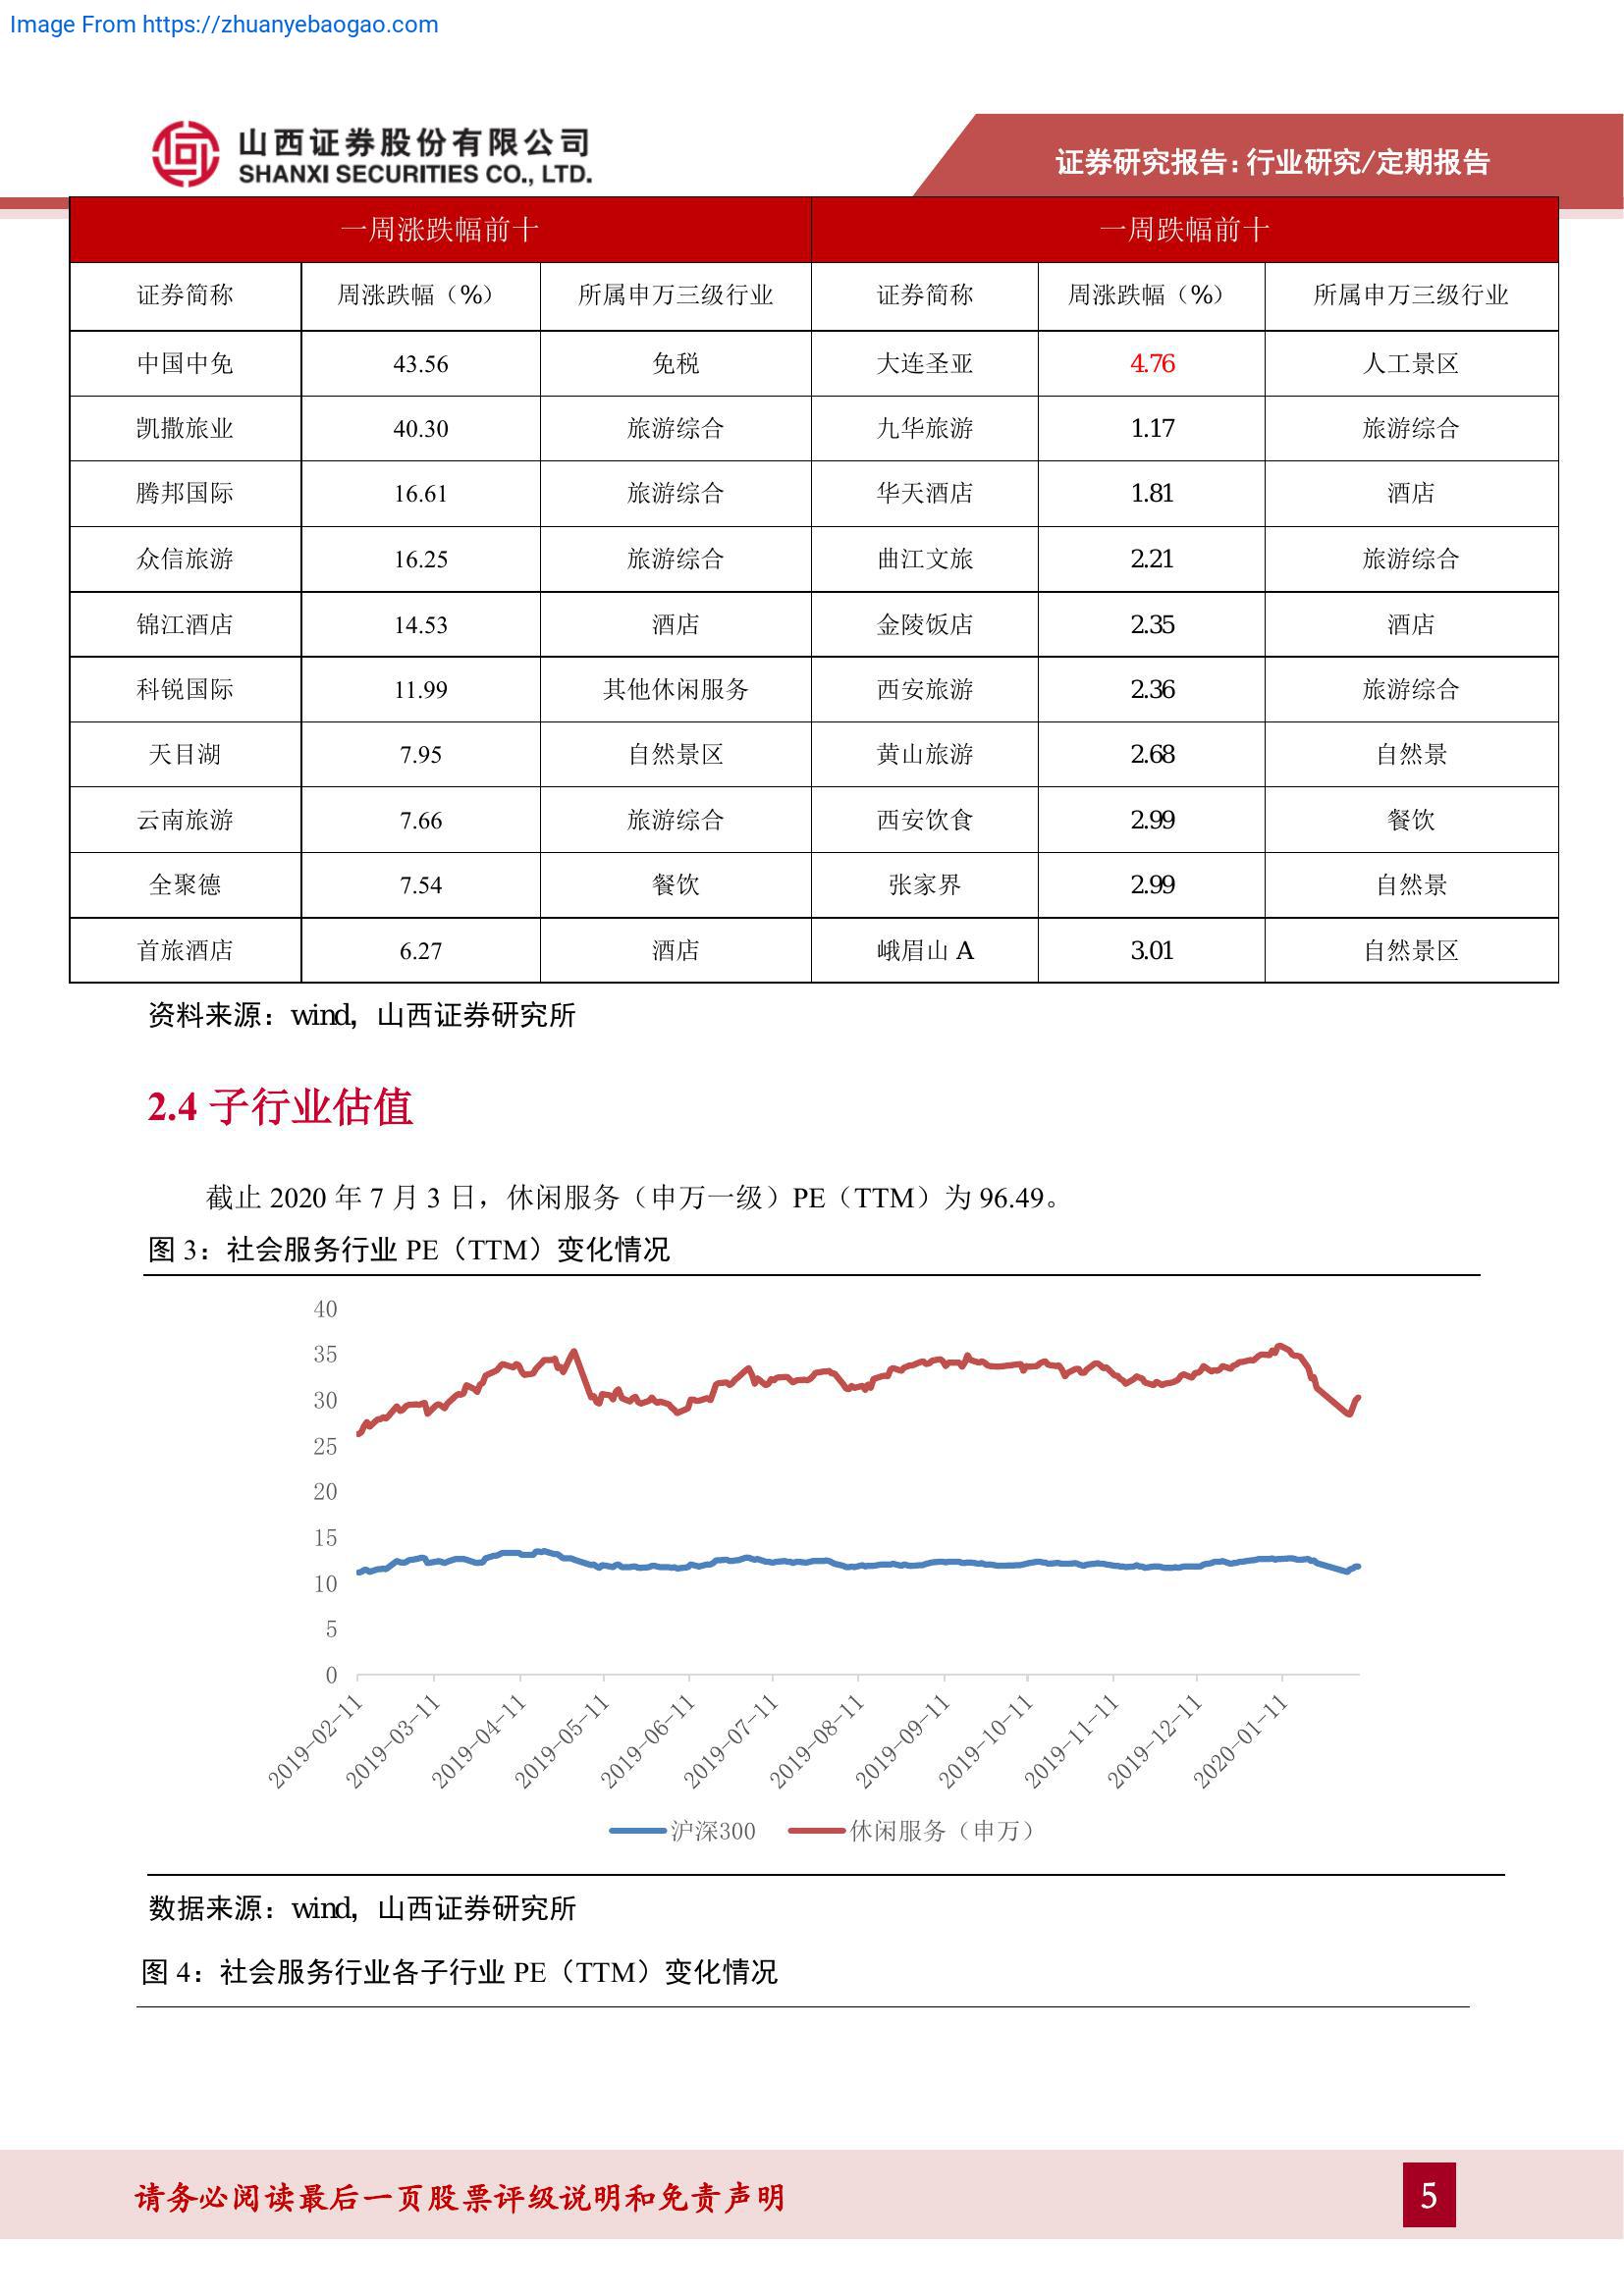 Image From https://zhuanyebaogao.com
山西证券股份有限公司
SHANXI SECURITIES CO., LTD.
证券研究报告：行业研究/定期报告
一周涨跌幅前十 一周跌幅前十
证券简称 周涨跌幅（%） 所属申万三级行业 证券简称 周涨跌幅（%） 所属申万三级行业
中国中免 43.56 免税 大连圣亚 4.76 人工景区
凯撒旅业 40.30 旅游综合 九华旅游 1.17 旅游综合
腾邦国际 16.61 旅游综合 华天酒店 1.81 酒店
众信旅游 16.25 旅游综合 曲江文旅 2.21 旅游综合
锦江酒店 14.53 酒店 金陵饭店 2.35 酒店
科锐国际 11.99 其他休闲服务 西安旅游 2.36 旅游综合
天目湖 7.95 自然景区 黄山旅游 2.68 自然景
云南旅游 7.66 旅游综合 西安饮食 2.99 餐饮
全聚德 7.54 餐饮 张家界 2.99 自然景
首旅酒店 6.27 酒店 峨眉山 A 3.01 自然景区
资料来源：wind，山西证券研究所
2.4 子行业估值
截止 2020 年 7 月 3 日，休闲服务（申万一级）PE（TTM）为 96.49。
图 3：社会服务行业 PE（TTM）变化情况
40
35
30
25
20
15
10
5
0
2019-02-11 2019-03-11 2019-04-11 2019-05-11 2019-06-11 2019-07-11 2019-08-11 2019-09-11 2019-10-11 2019-11-11 2019-12-11 2020-01-11
沪深300 休闲服务（申万）
数据来源：wind，山西证券研究所
图 4：社会服务行业各子行业 PE（TTM）变化情况
请务必阅读最后一页股票评级说明和免责声明
5